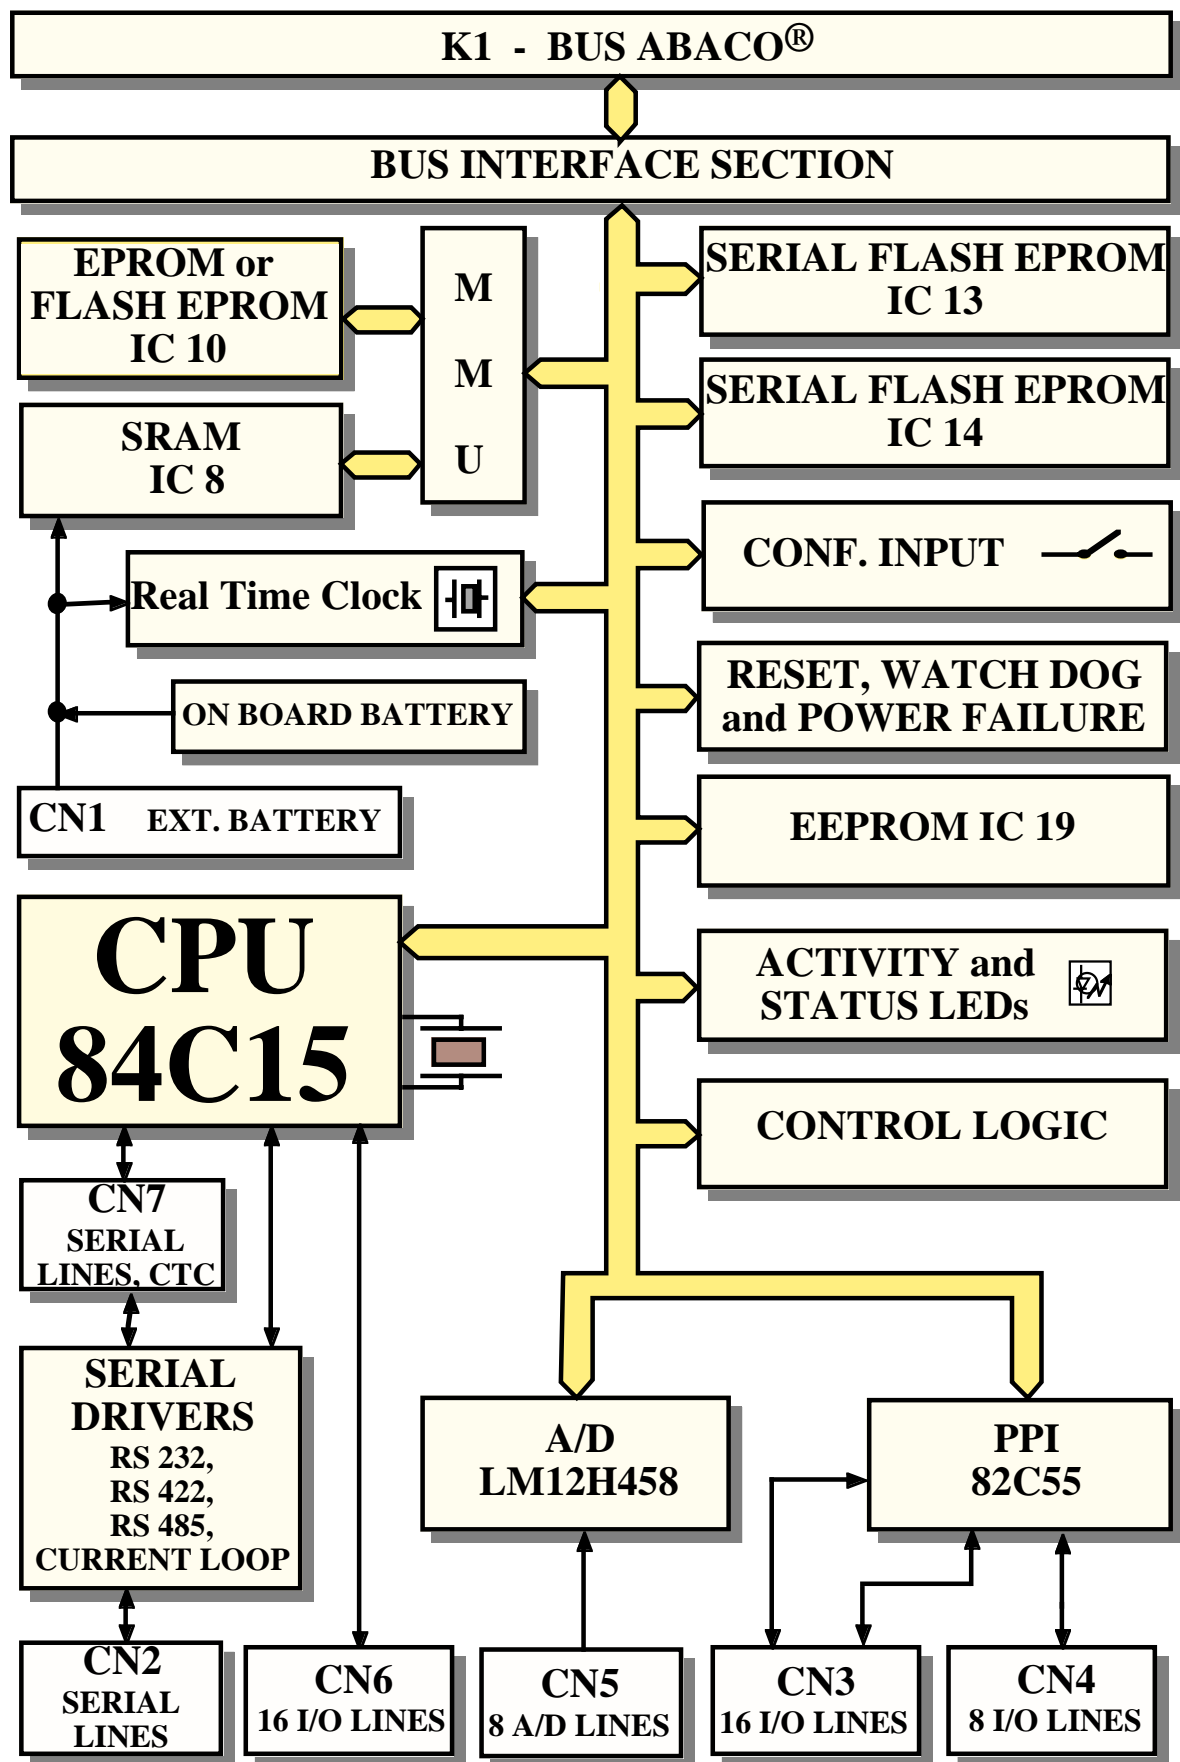 K1 - BUS ABACO®
BUS INTERFACE SECTION
EPROM or
FLASH EPROM
IC 10
M
M
U
SERIAL FLASH EPROM
IC 13
SERIAL FLASH EPROM
IC 14
SRAM
IC 8
CONF. INPUT
Real Time Clock
RESET, WATCH DOG
and POWER FAILURE
ON BOARD BATTERY
CN1 EXT. BATTERY
EEPROM IC 19
CPU
84C15
ACTIVITY and
STATUS LEDs
CONTROL LOGIC
CN7
SERIAL
LINES, CTC
SERIAL
DRIVERS
RS 232,
RS 422,
RS 485,
CURRENT LOOP
A/D
LM12H458
PPI
82C55
CN2
SERIAL
LINES
CN6
16 I/O LINES
CN5
8 A/D LINES
CN3
16 I/O LINES
CN4
8 I/O LINES